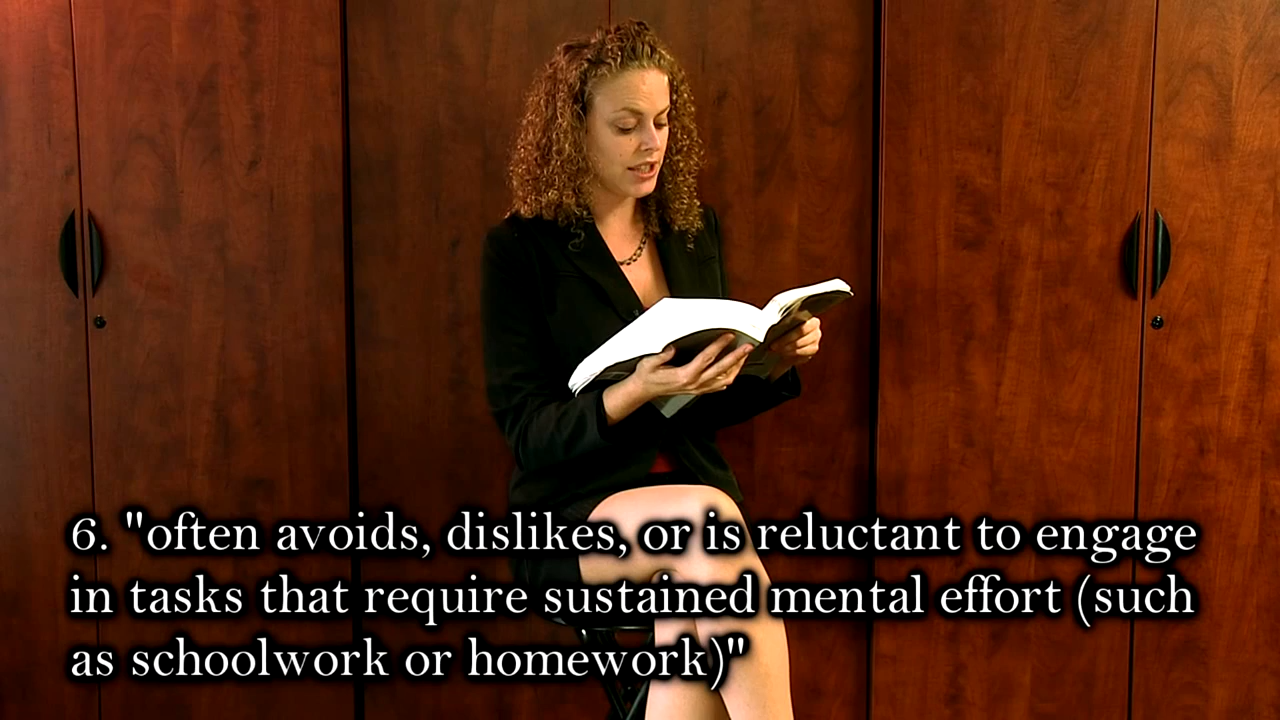 6. "often avoids, dislikes, or is reluctant to engage
in tasks that require sustained mental effort (such
as schoolwork or homework)"